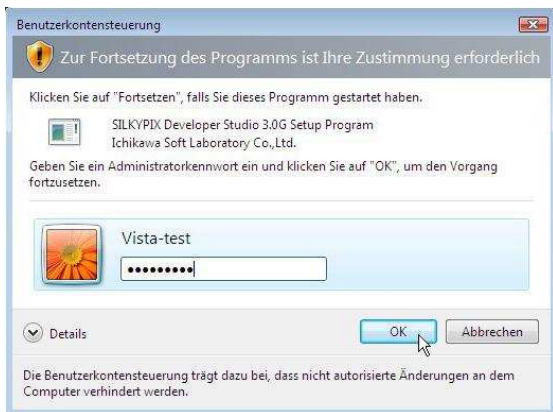 Benutzerkontensteuerung
Zur Fortsetzung des Programms ist Ihre Zustimmung erforderlich
Klicken Sie auf "Fortsetzen", falls Sie dieses Programm gestartet haben.
SILKYPIX Developer Studio 3.0G Setup Program
Ichikawa Soft Laboratory Co.,Ltd.
Geben Sie ein Administratorkennwort ein und klicken Sie auf "OK", um den Vorgang
fortzusetzen.
Vista-test
●●●●●●●●●
Details
OK
Abbrechen
Die Benutzerkontensteuerung trägt dazu bei, dass nicht autorisierte Änderungen an dem
Computer verhindert werden.